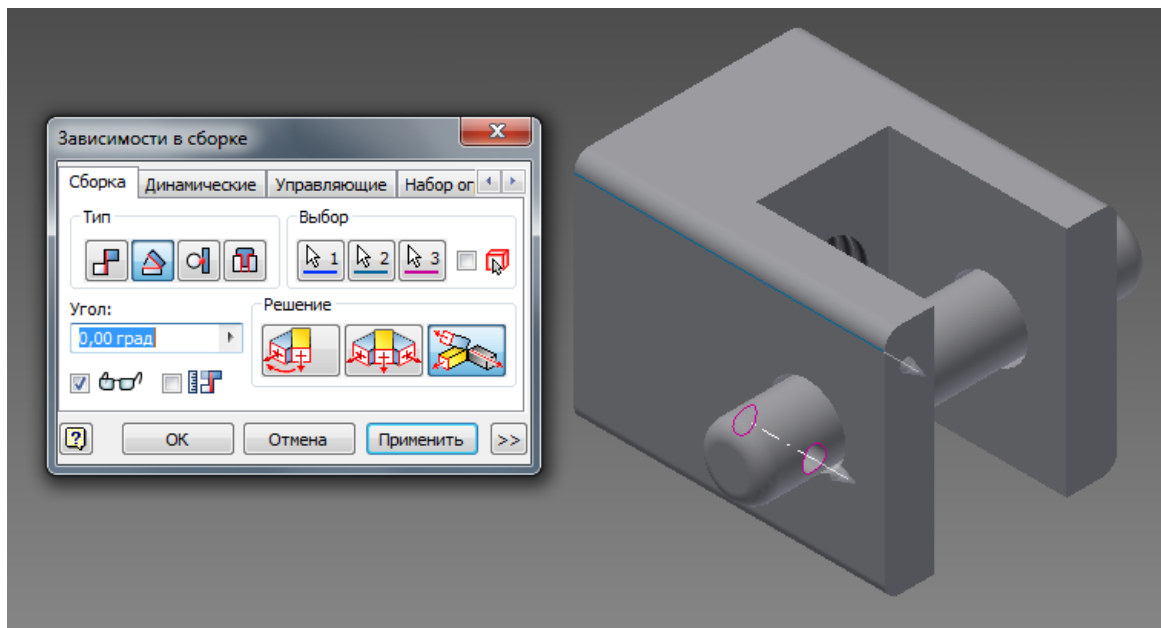 Зависимости в сборке
Сборка Динамические Управляющие Набор ог
Тип
Выбор
1 2 3
Угол:
0,00 град
Решение
ОК Отмена Применить >>